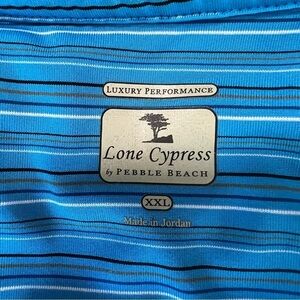 LUXURY PERFORMANCE
Lone Cypress
by PEBBLE BEACH
XXL
Made in Jordan